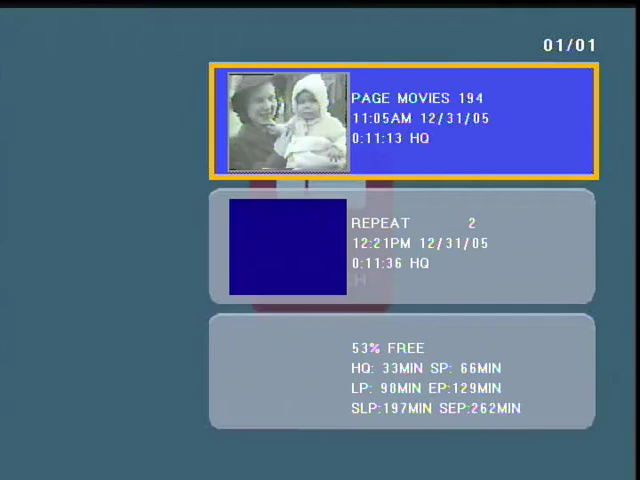 01/01
PAGE MOVIES 194
11:05AM 12/31/05
0:11:13 HQ
REPEAT 2
12:21PM 12/31/05
0:11:36 HQ
53% FREE
HQ: 33MIN SP: 66MIN
LP: 90MIN EP:129MIN
SLP:197MIN SEP:262MIN